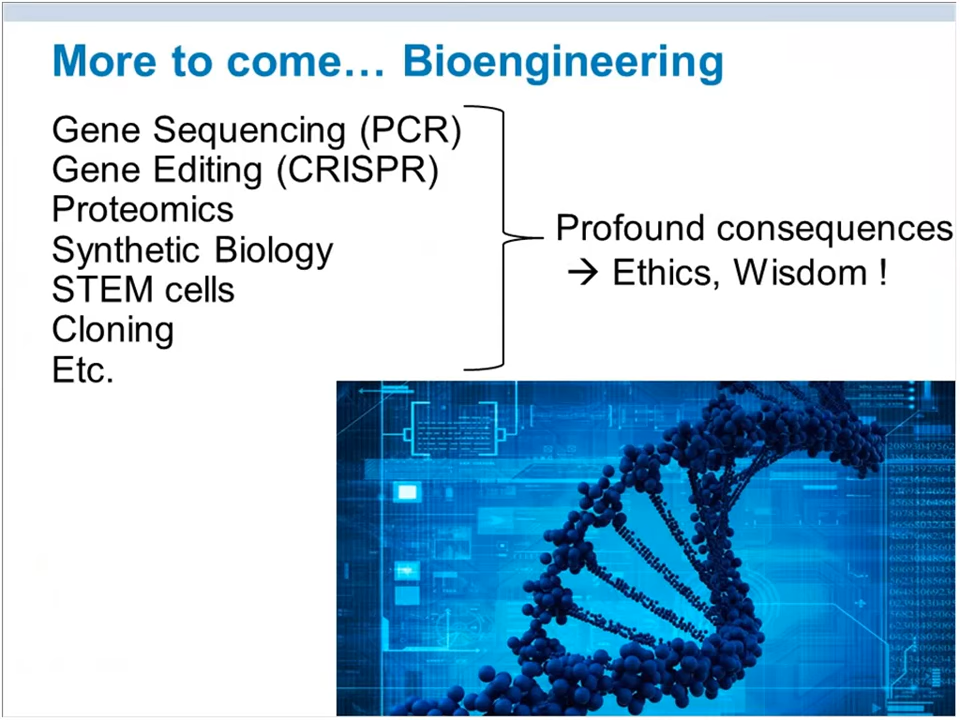 More to come… Bioengineering
Gene Sequencing (PCR)
Gene Editing (CRISPR)
Proteomics
Synthetic Biology
STEM cells
Cloning
Etc.
Profound consequences
→ Ethics, Wisdom !